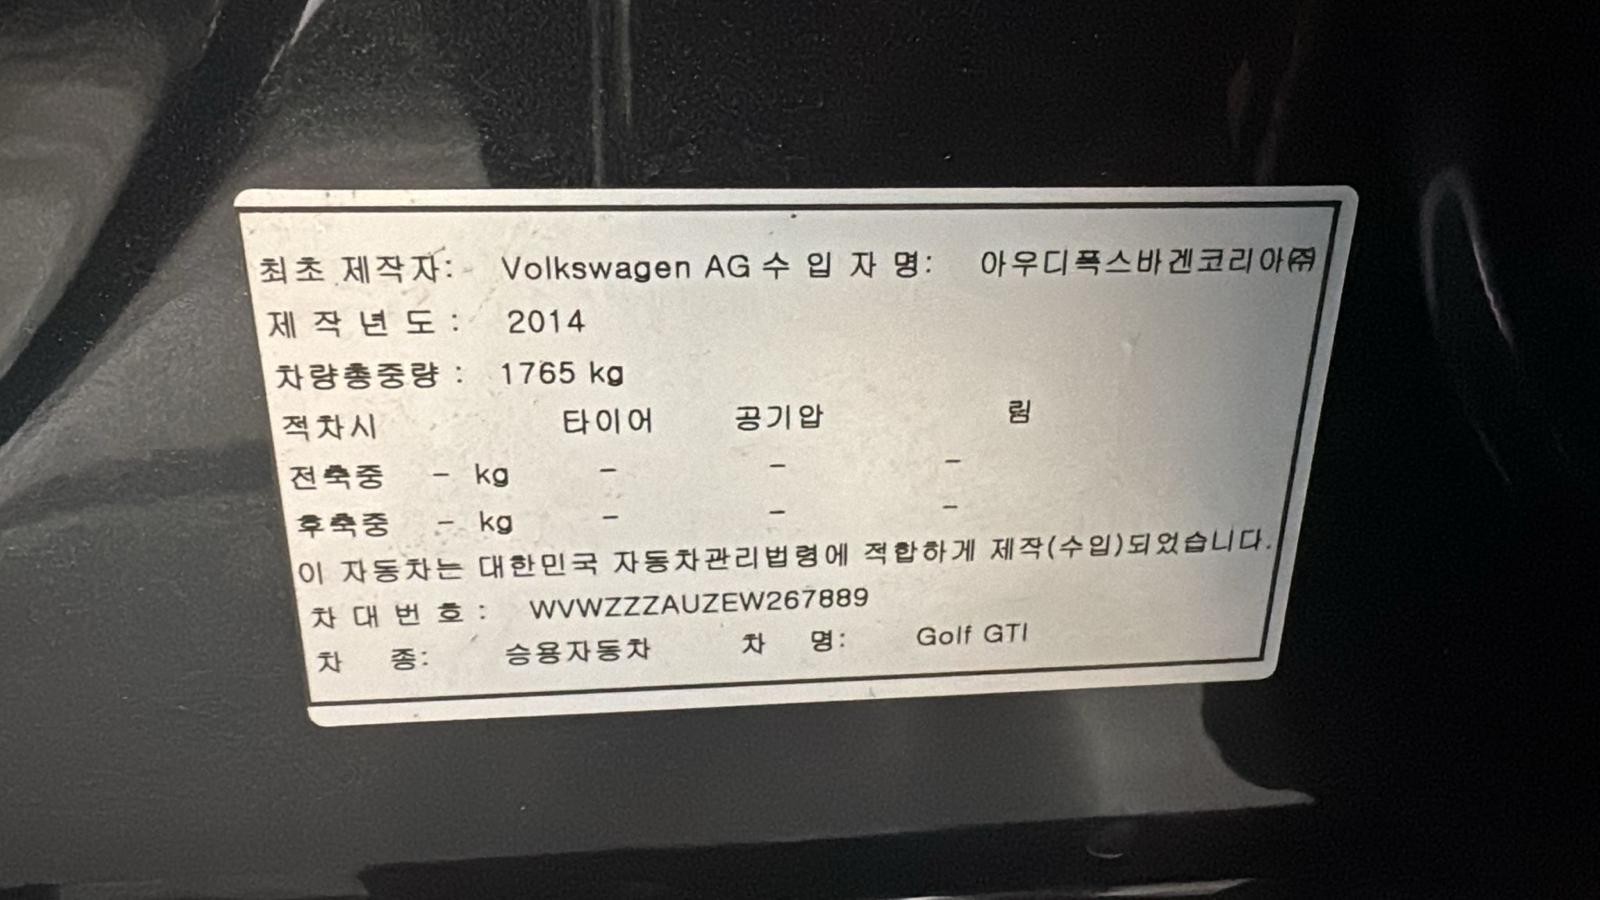 최초 제작자: Volkswagen AG 수 입 자 명: 아우디폭스바겐코리아㈜
제 작 년 도 : 2014
차량총중량 : 1765 kg
적차시 타이어 공기압 림
전축중 - kg - - -
후축중 - kg - - -
이 자동차는 대한민국 자동차관리법령에 적합하게 제작(수입)되었습니다.
차 대 번 호 : WVWZZZAUZEW267889
차 종: 승용자동차 차 명: Golf GTI